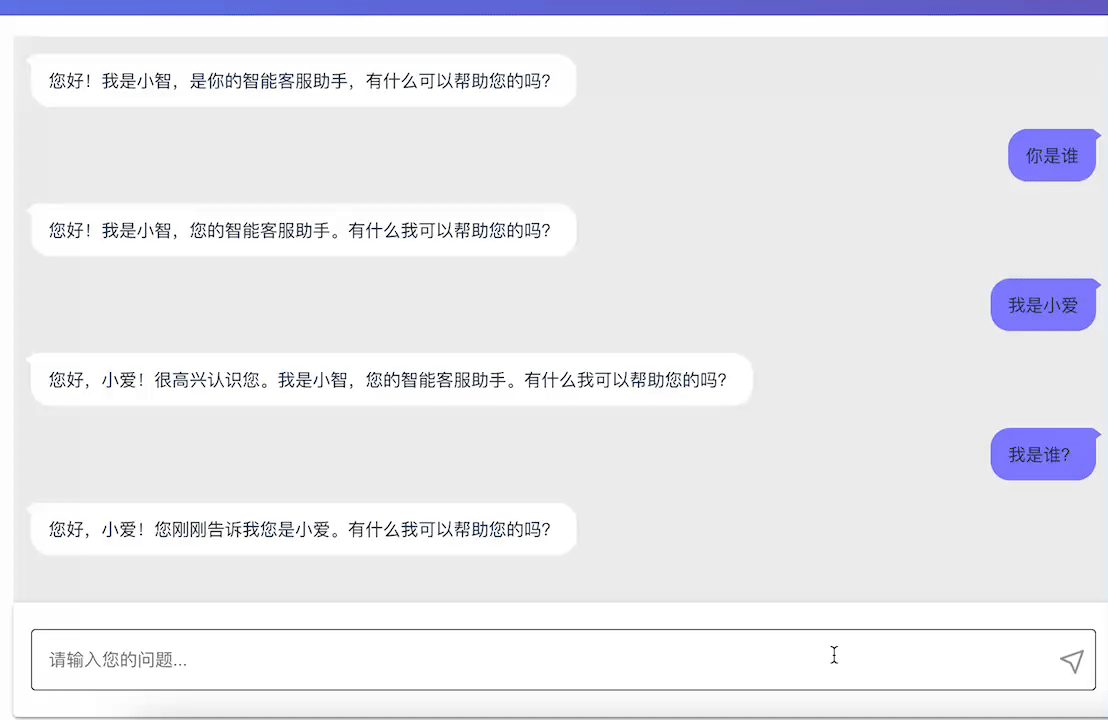 您好！我是小智，是你的智能客服助手，有什么可以帮助您的吗？
你是谁
您好！我是小智，您的智能客服助手。有什么我可以帮助您的吗？
我是小爱
您好，小爱！很高兴认识您。我是小智，您的智能客服助手。有什么我可以帮助您的吗？
我是谁？
您好，小爱！您刚刚告诉我您是小爱。有什么我可以帮助您的吗？
请输入您的问题...